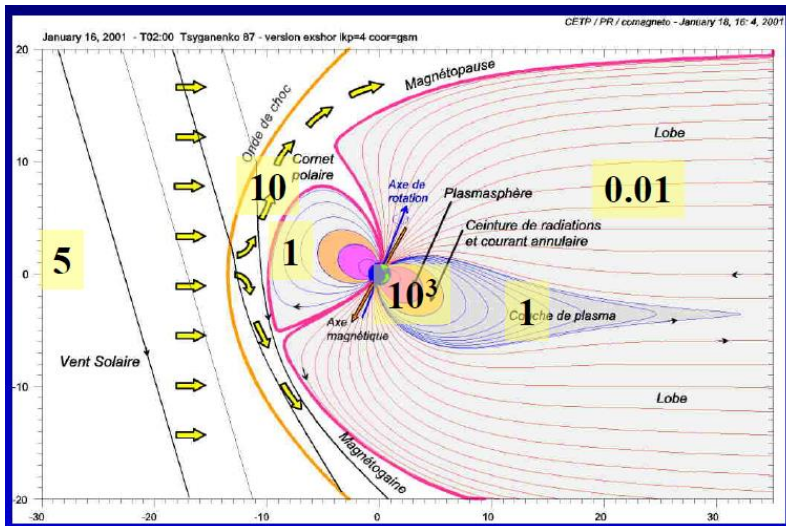 CETP / PR / comagneto - January 18, 16: 4, 2001
January 16, 2001 - T02:00 Tsyganenko 87 - version exshor ikp=4 coor=gsm
20
10
0
-10
-20
Onde de choc
Magnétopause
Cornet
polaire
Lobe
10
Axe de
rotation
Plasmasphère
0.01
Ceinture de radiations
et courant annulaire
5
1
10³
1
Couche de plasma
Axe
magnétique
Vent Solaire
Lobe
Magnétogaine
-30
-20
-10
0
10
20
30